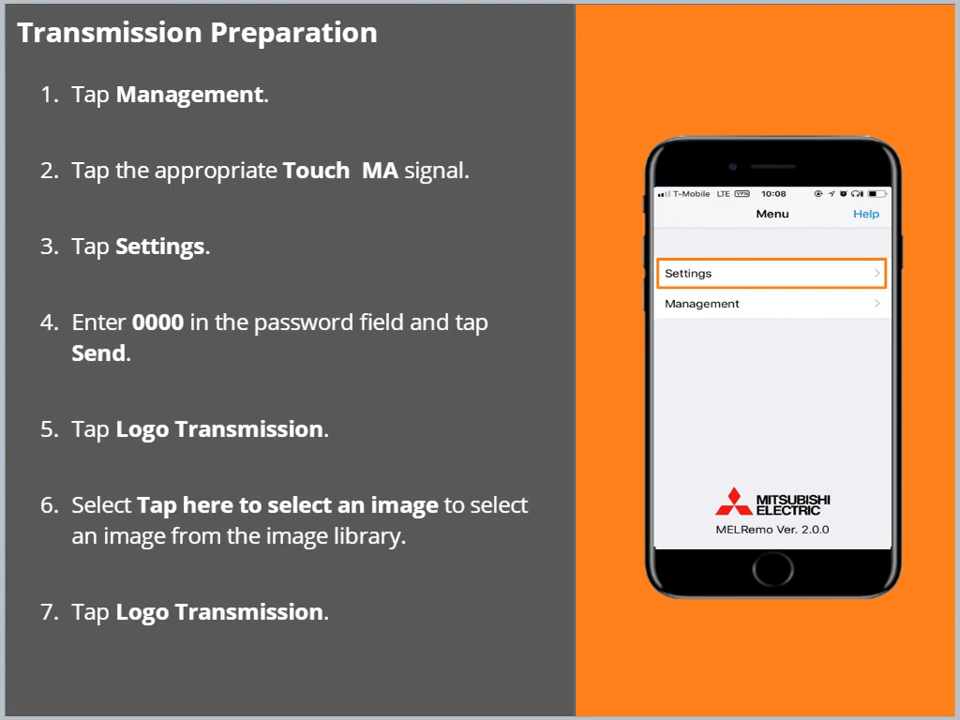 Transmission Preparation
1. Tap Management.
2. Tap the appropriate Touch MA signal.
3. Tap Settings.
4. Enter 0000 in the password field and tap
Send.
5. Tap Logo Transmission.
6. Select Tap here to select an image to select
an image from the image library.
7. Tap Logo Transmission.
T-Mobile LTE VPN 10:08
Menu Help
Settings
Management
MITSUBISHI
ELECTRIC
MELRemo Ver. 2.0.0